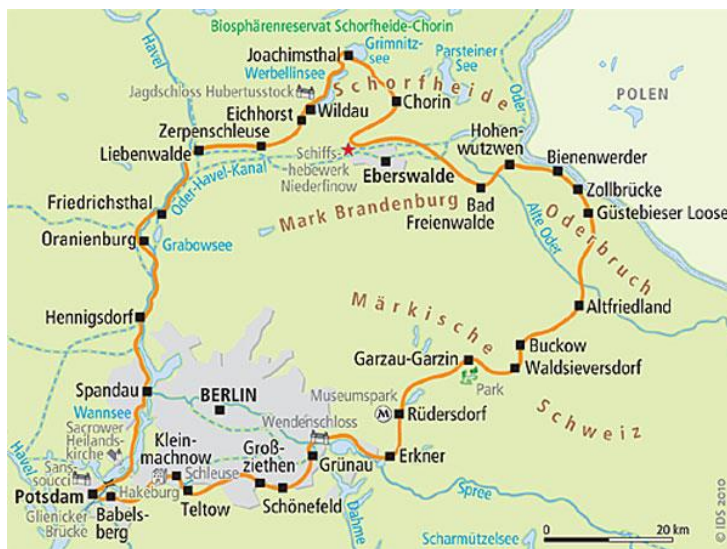 Biosphärenreservat Schorfheide-Chorin
Havel
Joachimsthal
Grimnitz-
see
Parsteiner
See
Werbellinsee
Schorfheide
Oder
POLEN
Jagdschloss Hubertusstock
Wildau
Chorin
Eichhorst
Zerpenschleuse
Liebenwalde
Hohen-
wutzwen
Schiffs-
hebewerk
Niederfinow
Bienenwerder
Eberswalde
Zollbrücke
Oder-Havel-Kanal
Friedrichsthal
Bad
Freienwalde
Güstebieser Loose
Mark Brandenburg
Alte Oder
Oderbruch
Oranienburg
Grabowsee
Märkische
Schweiz
Altfriedland
Hennigsdorf
Buckow
Garzau-Garzin
Waldsieversdorf
Park
Spandau
BERLIN
Museumspark
M
Rüdersdorf
Wannsee
Wendenschloss
Sacrower
Heilands-
kirche
Klein-
machnow
Groß-
ziethen
Schleuse
Grünau
Erkner
Havel
Sans-
souci
Potsdam
Hakeburg
Teltow
Schönefeld
Spree
Glienicker
Brücke
Babels-
berg
Dahme
Scharmützelsee
0
20 km
© IDS 2010